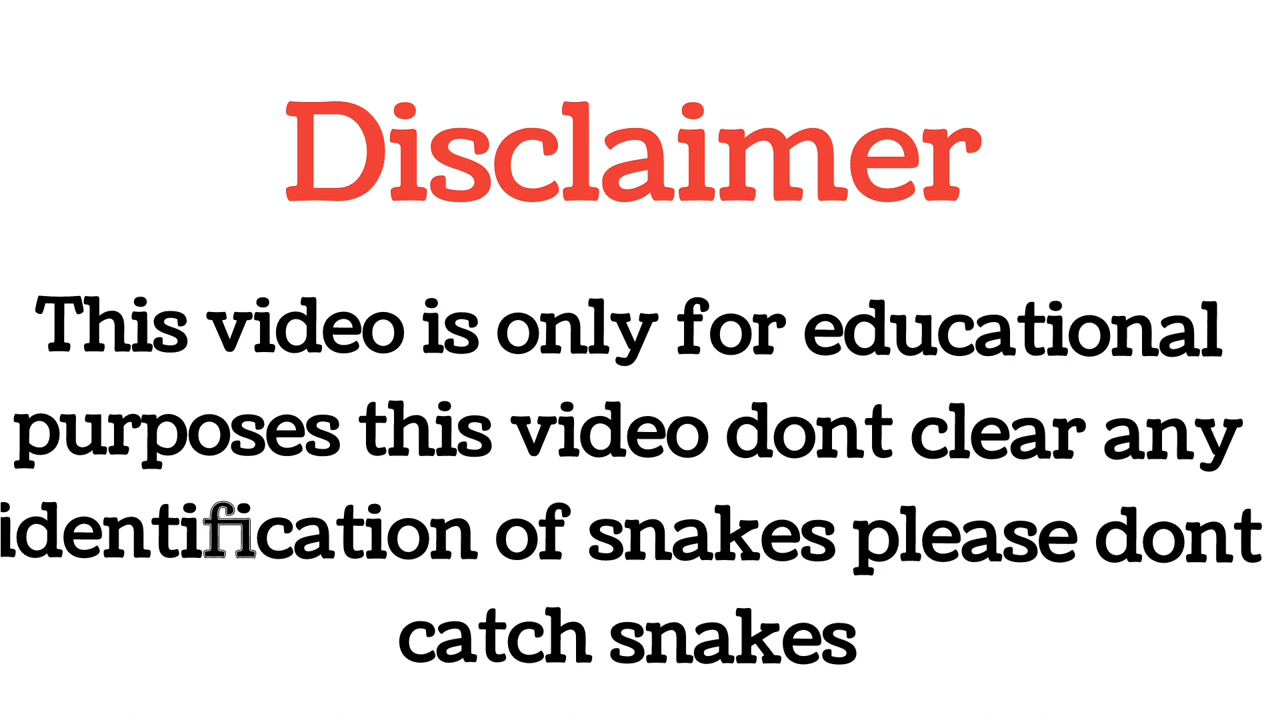 Disclaimer
This video is only for educational
purposes this video dont clear any
identification of snakes please dont
catch snakes